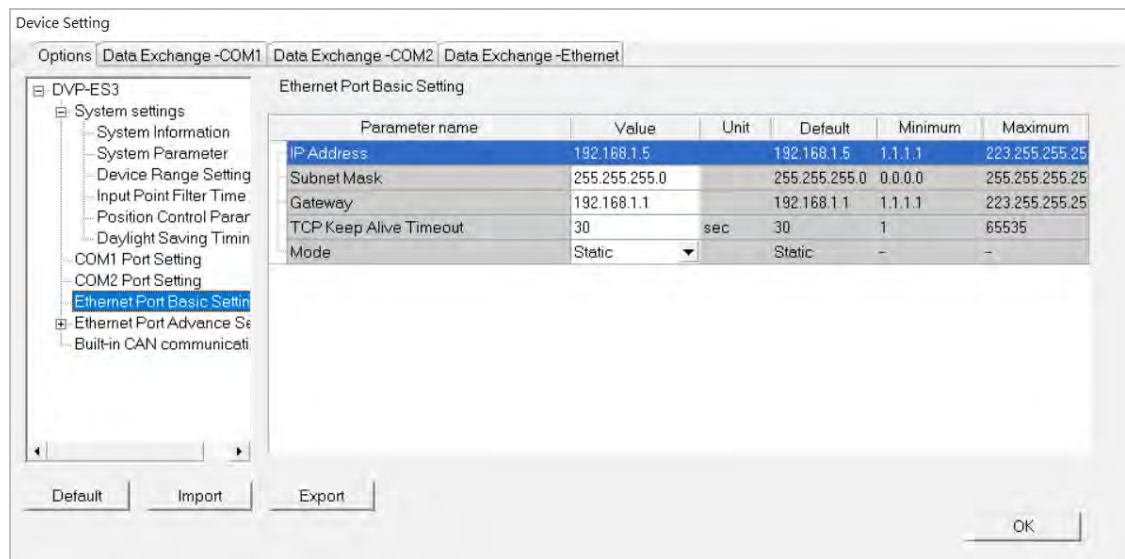 Device Setting
Options Data Exchange -COM1 Data Exchange -COM2 Data Exchange -Ethernet
DVP-ES3
System settings
System Information
System Parameter
Device Range Setting
Input Point Filter Time
Position Control Parar
Daylight Saving Timin
COM1 Port Setting
COM2 Port Setting
Ethernet Port Basic Settin
Ethernet Port Advance Se
Built-in CAN communicati
Ethernet Port Basic Setting
Parameter name Value Unit Default Minimum Maximum
IP Address 192.168.1.5 192.168.1.5 1.1.1.1 223.255.255.25
Subnet Mask 255.255.255.0 255.255.255.0 0.0.0.0 255.255.255.25
Gateway 192.168.1.1 192.168.1.1 1.1.1.1 223.255.255.25
TCP Keep Alive Timeout 30 sec 30 1 65535
Mode Static Static – –
Default Import Export
OK